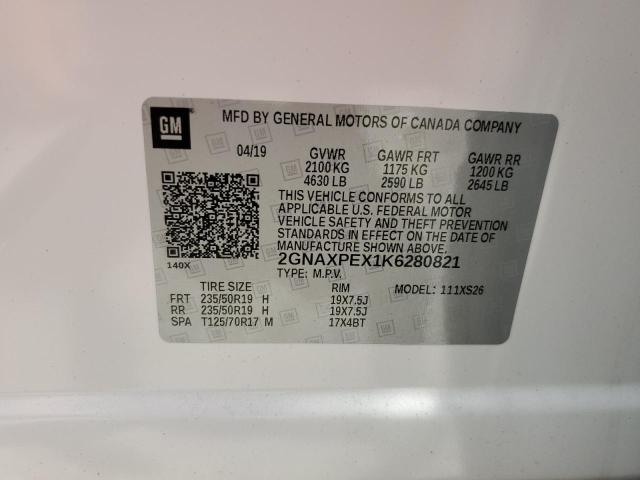 GM
MFD BY GENERAL MOTORS OF CANADA COMPANY
04/19 GVWR GAWR FRT GAWR RR
2100 KG 1175 KG 1200 KG
4630 LB 2590 LB 2645 LB
THIS VEHICLE CONFORMS TO ALL
APPLICABLE U.S. FEDERAL MOTOR
VEHICLE SAFETY AND THEFT PREVENTION
STANDARDS IN EFFECT ON THE DATE OF
MANUFACTURE SHOWN ABOVE.
140X 2GNAXPEX1K6280821
TYPE: M.P.V.
TIRE SIZE RIM MODEL: 111XS26
FRT 235/50R19 H 19X7.5J
RR 235/50R19 H 19X7.5J
SPA T125/70R17 M 17X4BT